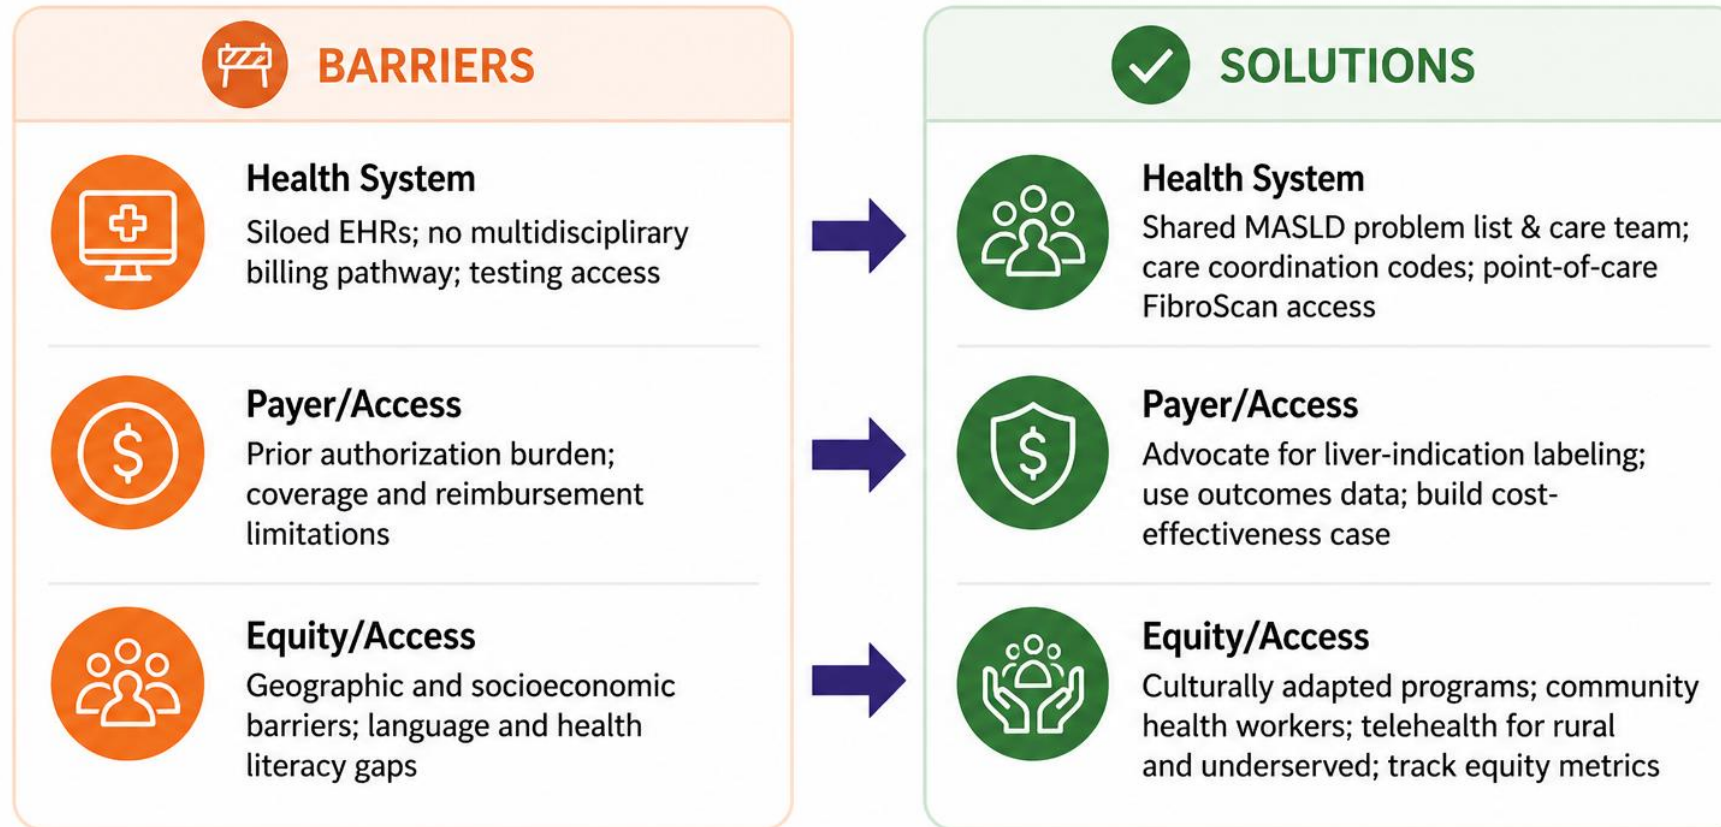 BARRIERS
Health System
Siloed EHRs; no multidisciplirary
billing pathway; testing access
Payer/Access
Prior authorization burden;
coverage and reimbursement
limitations
Equity/Access
Geographic and socioeconomic
barriers; language and health
literacy gaps
SOLUTIONS
Health System
Shared MASLD problem list & care team;
care coordination codes; point-of-care
FibroScan access
Payer/Access
Advocate for liver-indication labeling;
use outcomes data; build cost-
effectiveness case
Equity/Access
Culturally adapted programs; community
health workers; telehealth for rural
and underserved; track equity metrics